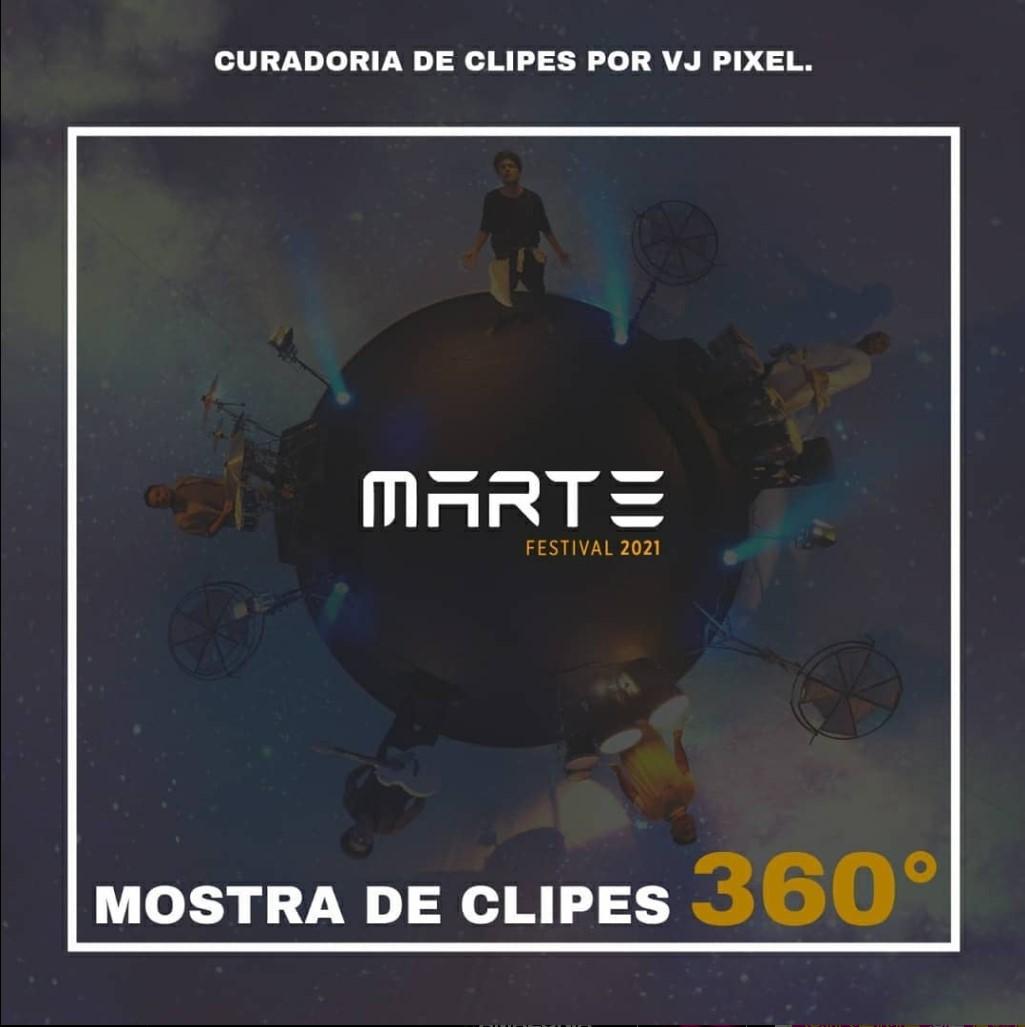 CURADORIA DE CLIPES POR VJ PIXEL.
MARTE
FESTIVAL 2021
MOSTRA DE CLIPES 360°